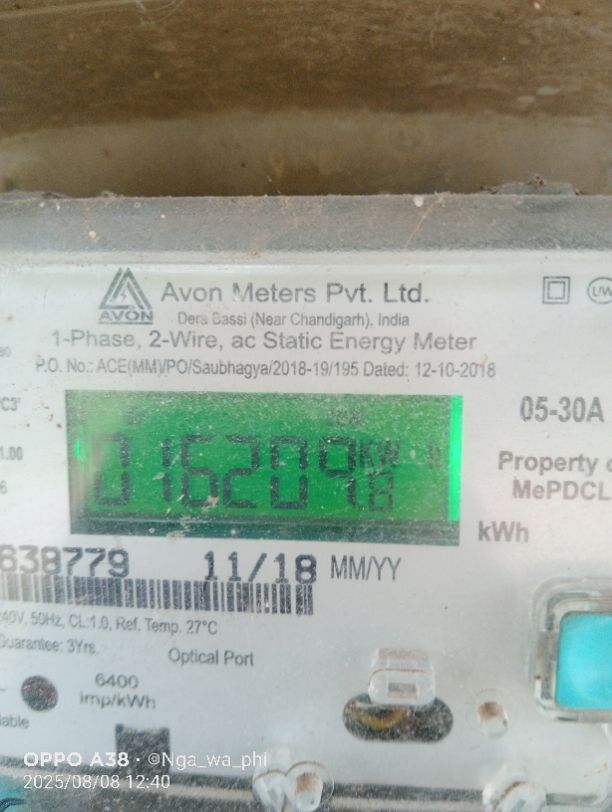 AVON
Avon Meters Pvt. Ltd.
Dera Bassi (Near Chandigarh), India
1-Phase, 2-Wire, ac Static Energy Meter
P.O. No.: ACE(MM)/PO/Saubhagya/2018-19/195 Dated: 12-10-2018
05-30A
1.00
Property
MePDCL
016209.8
kWh
638779 11/18 MM/YY
240V, 50Hz, CL:1.0, Ref. Temp. 27°C
Guarantee: 3Yrs.
Optical Port
6400
imp/kWh
OPPO A38 · ©Nga_wa_phi
2025/08/08 12:40